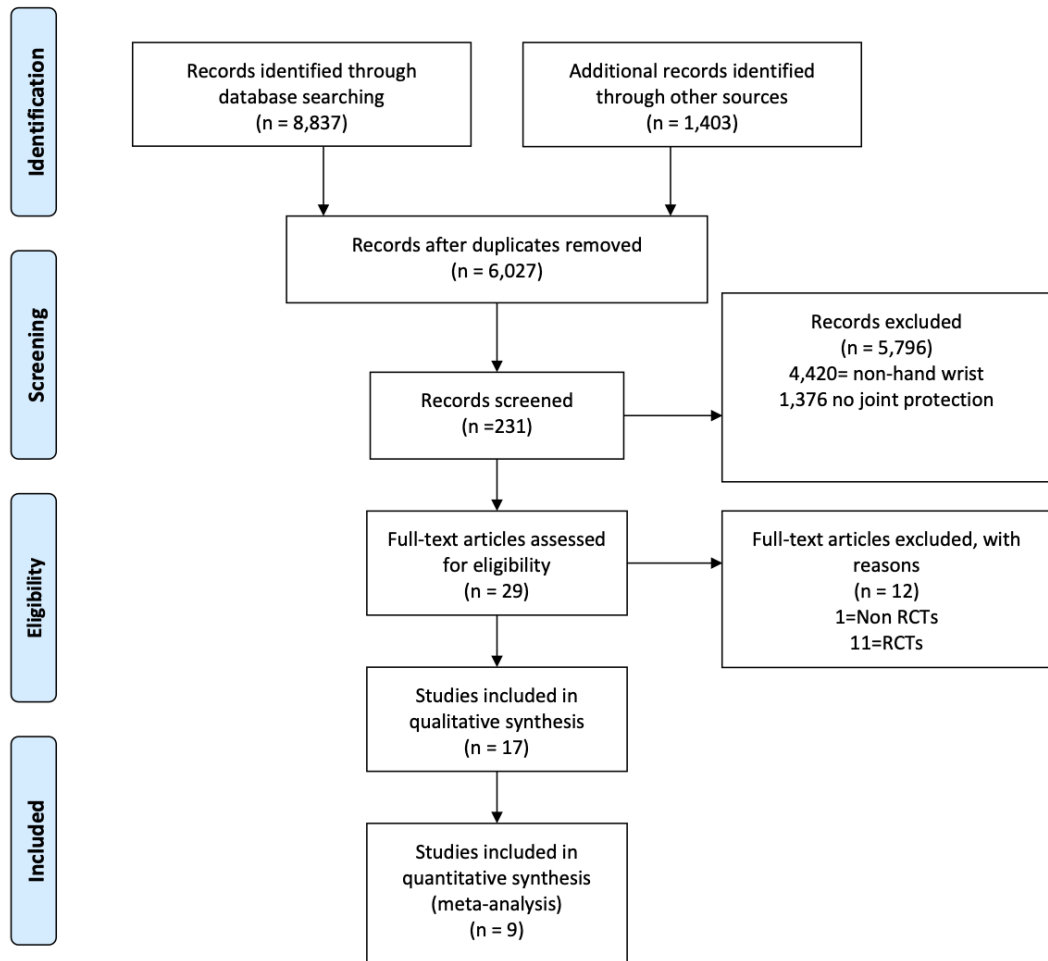 Identification
Records identified through
database searching
(n = 8,837)
Additional records identified
through other sources
(n = 1,403)
Screening
Records after duplicates removed
(n = 6,027)
Records screened
(n =231)
Records excluded
(n = 5,796)
4,420= non-hand wrist
1,376 no joint protection
Eligibility
Full-text articles assessed
for eligibility
(n = 29)
Full-text articles excluded, with
reasons
(n = 12)
1=Non RCTs
11=RCTs
Studies included in
qualitative synthesis
(n = 17)
Included
Studies included in
quantitative synthesis
(meta-analysis)
(n = 9)